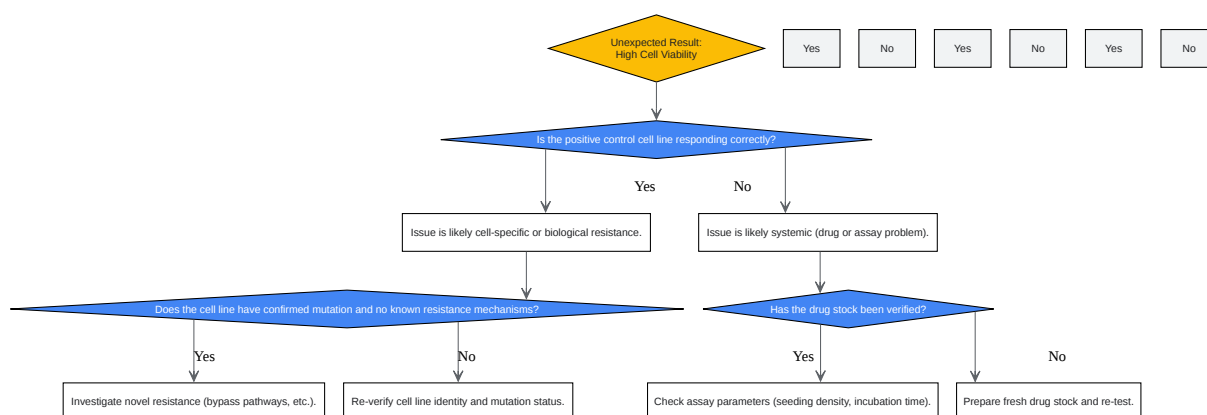 Unexpected Result:
High Cell Viability
Yes
No
Yes
No
Yes
No
Is the positive control cell line responding correctly?
Yes
No
Issue is likely cell-specific or biological resistance.
Issue is likely systemic (drug or assay problem).
Does the cell line have confirmed mutation and no known resistance mechanisms?
Has the drug stock been verified?
Yes
No
Yes
No
Investigate novel resistance (bypass pathways, etc.).
Re-verify cell line identity and mutation status.
Check assay parameters (seeding density, incubation time).
Prepare fresh drug stock and re-test.